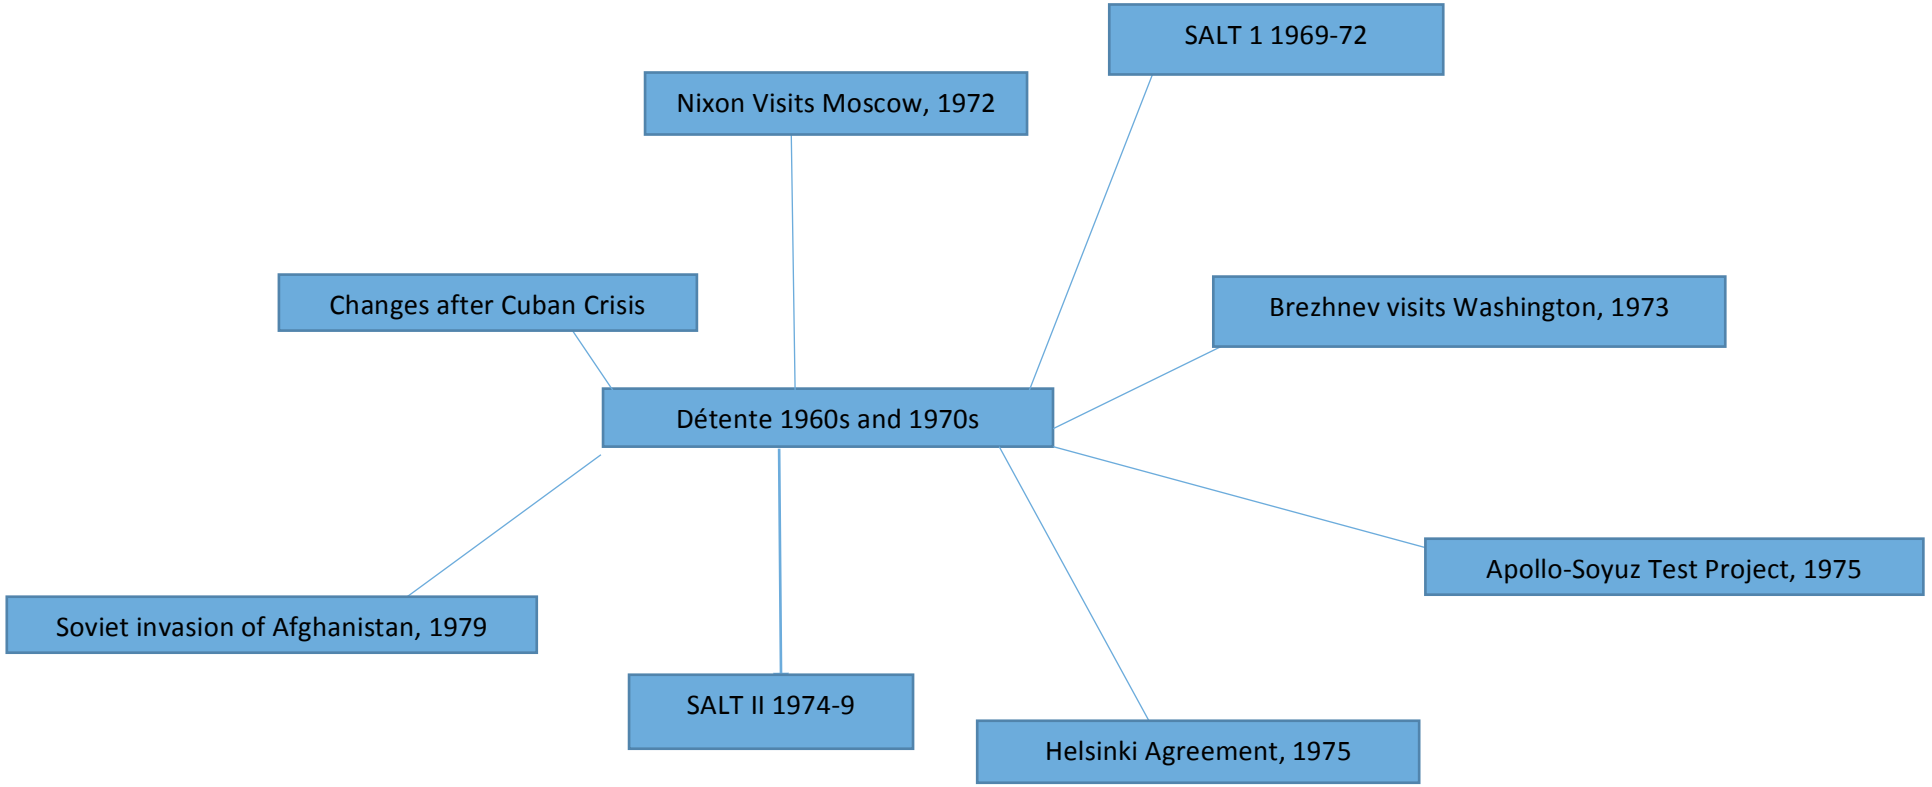 SALT 1 1969-72
Nixon Visits Moscow, 1972
Changes after Cuban Crisis
Brezhnev visits Washington, 1973
Détente 1960s and 1970s
Apollo-Soyuz Test Project, 1975
Soviet invasion of Afghanistan, 1979
SALT II 1974-9
Helsinki Agreement, 1975